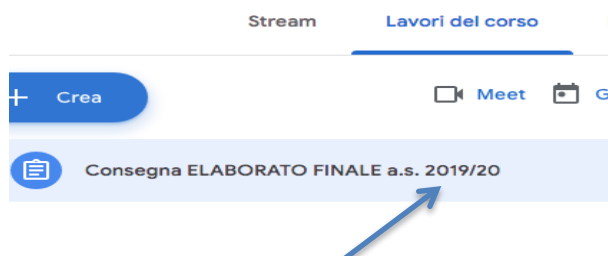 Stream Lavori del corso
+ Crea Meet G
Consegna ELABORATO FINALE a.s. 2019/20